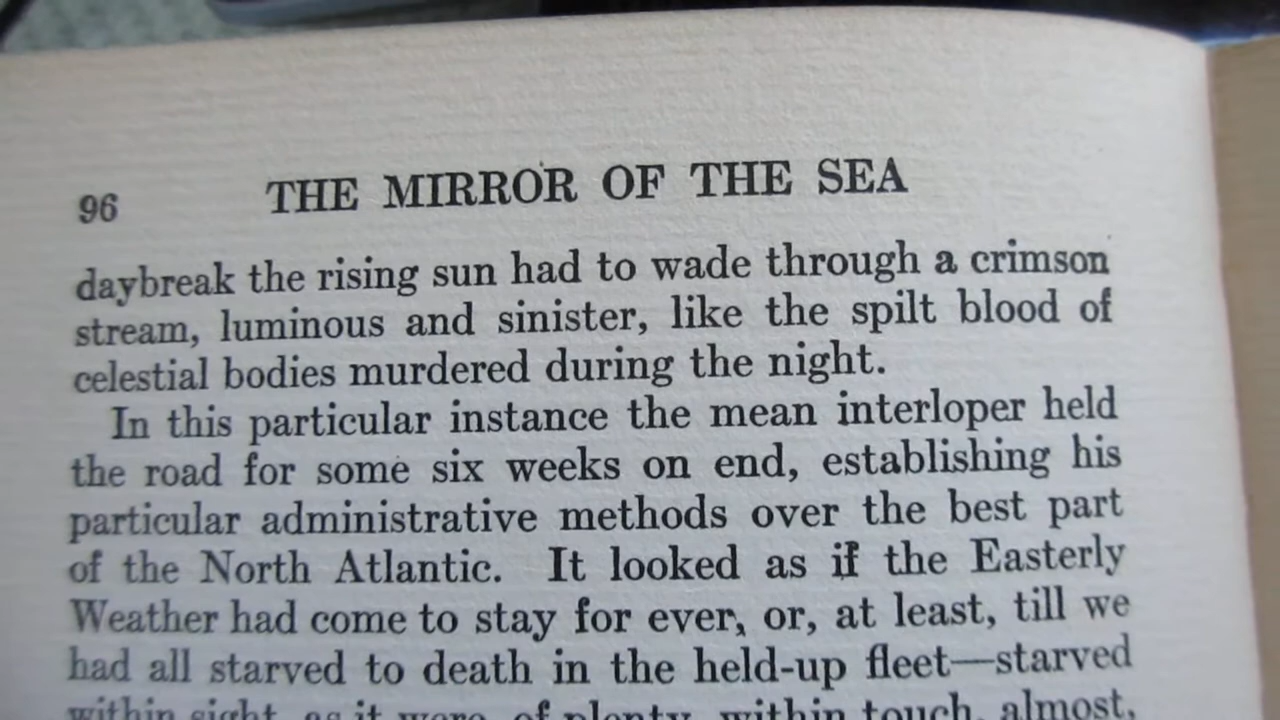 96 THE MIRROR OF THE SEA
daybreak the rising sun had to wade through a crimson
stream, luminous and sinister, like the spilt blood of
celestial bodies murdered during the night.
In this particular instance the mean interloper held
the road for some six weeks on end, establishing his
particular administrative methods over the best part
of the North Atlantic. It looked as if the Easterly
Weather had come to stay for ever, or, at least, till we
had all starved to death in the held-up fleet—starved
within sight, as it were, of plenty, within touch, almost,